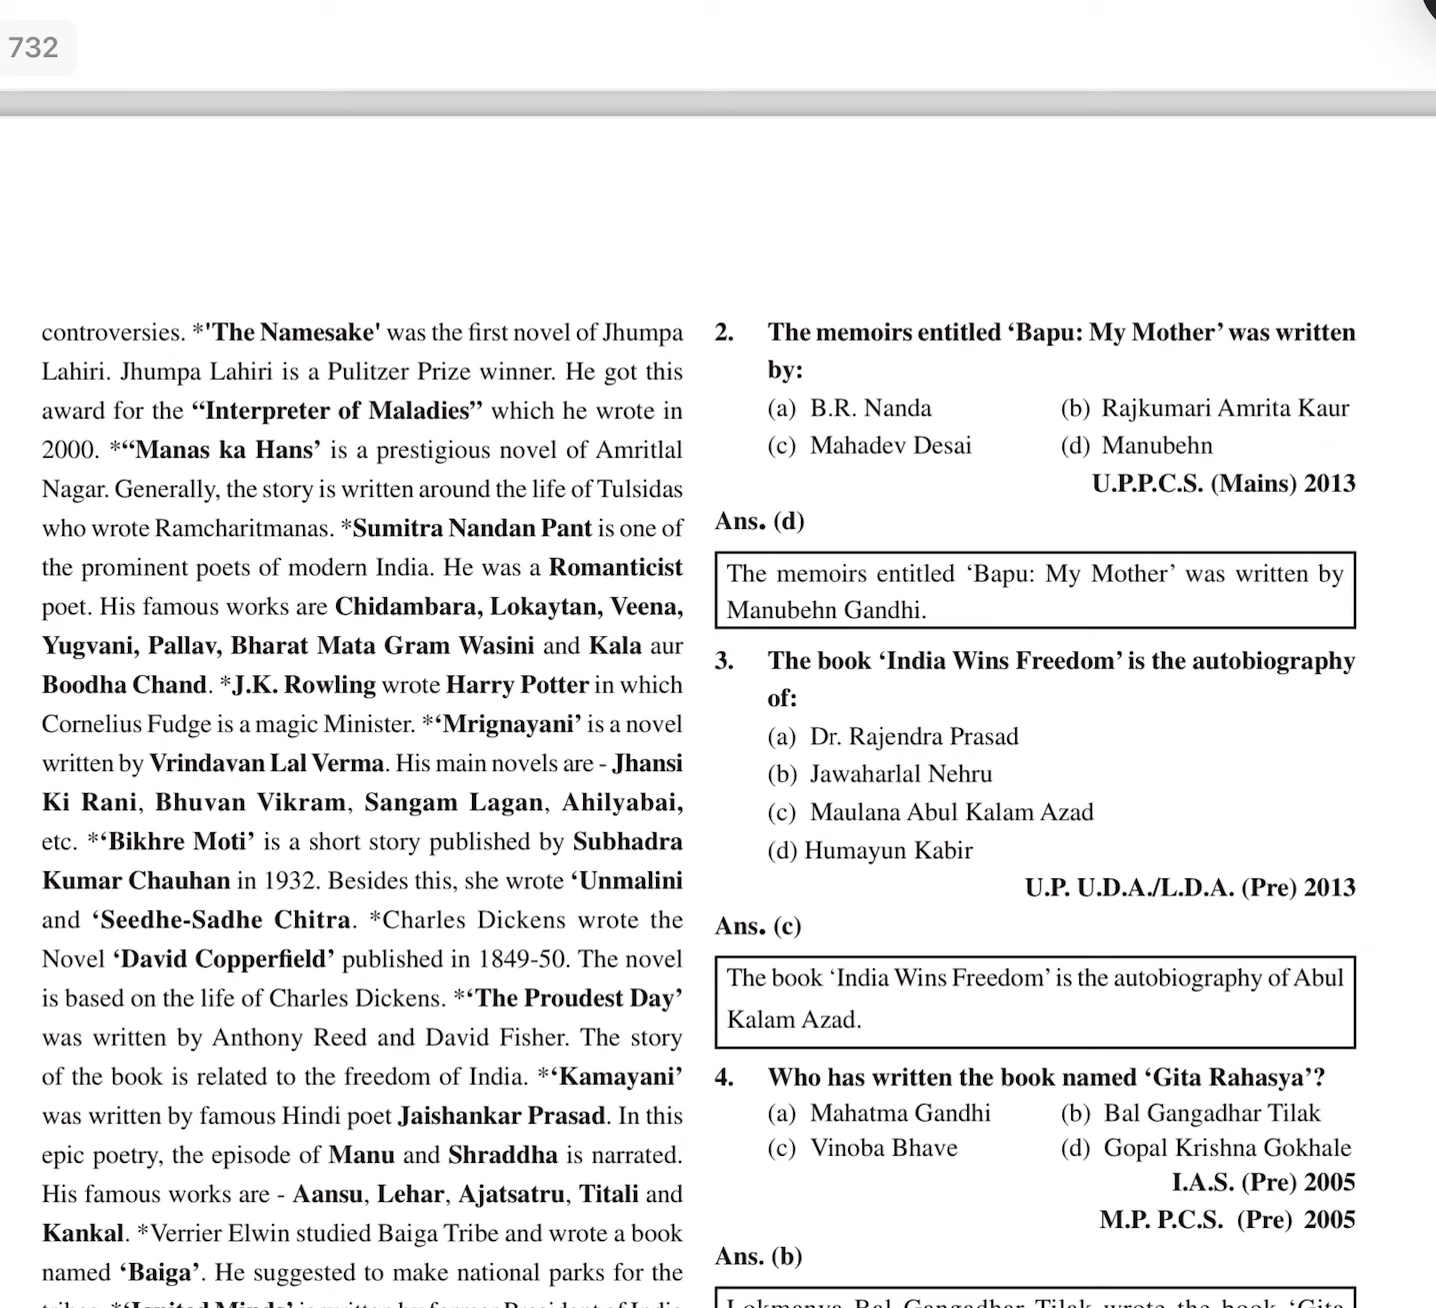 732
controversies. *'The Namesake' was the first novel of Jhumpa
Lahiri. Jhumpa Lahiri is a Pulitzer Prize winner. He got this
award for the “Interpreter of Maladies” which he wrote in
2000. *“Manas ka Hans’ is a prestigious novel of Amritlal
Nagar. Generally, the story is written around the life of Tulsidas
who wrote Ramcharitmanas. *Sumitra Nandan Pant is one of
the prominent poets of modern India. He was a Romanticist
poet. His famous works are Chidambara, Lokaytan, Veena,
Yugvani, Pallav, Bharat Mata Gram Wasini and Kala aur
Boodha Chand. *J.K. Rowling wrote Harry Potter in which
Cornelius Fudge is a magic Minister. *‘Mrignayani’ is a novel
written by Vrindavan Lal Verma. His main novels are - Jhansi
Ki Rani, Bhuvan Vikram, Sangam Lagan, Ahilyabai,
etc. *‘Bikhre Moti’ is a short story published by Subhadra
Kumar Chauhan in 1932. Besides this, she wrote ‘Unmalini
and ‘Seedhe-Sadhe Chitra. *Charles Dickens wrote the
Novel ‘David Copperfield’ published in 1849-50. The novel
is based on the life of Charles Dickens. *‘The Proudest Day’
was written by Anthony Reed and David Fisher. The story
of the book is related to the freedom of India. *‘Kamayani’
was written by famous Hindi poet Jaishankar Prasad. In this
epic poetry, the episode of Manu and Shraddha is narrated.
His famous works are - Aansu, Lehar, Ajatsatru, Titali and
Kankal. *Verrier Elwin studied Baiga Tribe and wrote a book
named ‘Baiga’. He suggested to make national parks for the
2. The memoirs entitled ‘Bapu: My Mother’ was written
by:
(a) B.R. Nanda (b) Rajkumari Amrita Kaur
(c) Mahadev Desai (d) Manubehn
U.P.P.C.S. (Mains) 2013
Ans. (d)
The memoirs entitled ‘Bapu: My Mother’ was written by
Manubehn Gandhi.
3. The book ‘India Wins Freedom’ is the autobiography
of:
(a) Dr. Rajendra Prasad
(b) Jawaharlal Nehru
(c) Maulana Abul Kalam Azad
(d) Humayun Kabir
U.P. U.D.A./L.D.A. (Pre) 2013
Ans. (c)
The book ‘India Wins Freedom’ is the autobiography of Abul
Kalam Azad.
4. Who has written the book named ‘Gita Rahasya’?
(a) Mahatma Gandhi (b) Bal Gangadhar Tilak
(c) Vinoba Bhave (d) Gopal Krishna Gokhale
I.A.S. (Pre) 2005
M.P. P.C.S. (Pre) 2005
Ans. (b)
Lokmanya Bal Gangadhar Tilak wrote the book ‘Gita